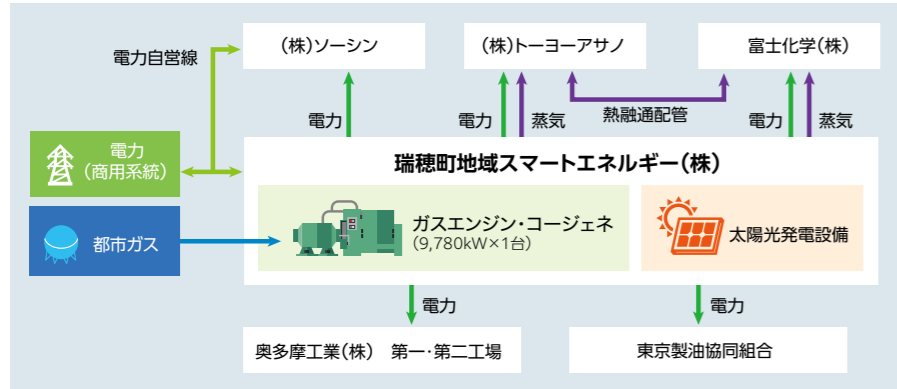 (株)ソーシン
(株)トーヨーアサノ
富士化学(株)
電力自営線
熱融通配管
電力
電力
蒸気
電力
蒸気
電力
(商用系統)
瑞穂町地域スマートエネルギー(株)
ガスエンジン・コージェネ
(9,780kW×1台)
太陽光発電設備
都市ガス
電力
電力
奥多摩工業(株) 第一・第二工場
東京製油協同組合